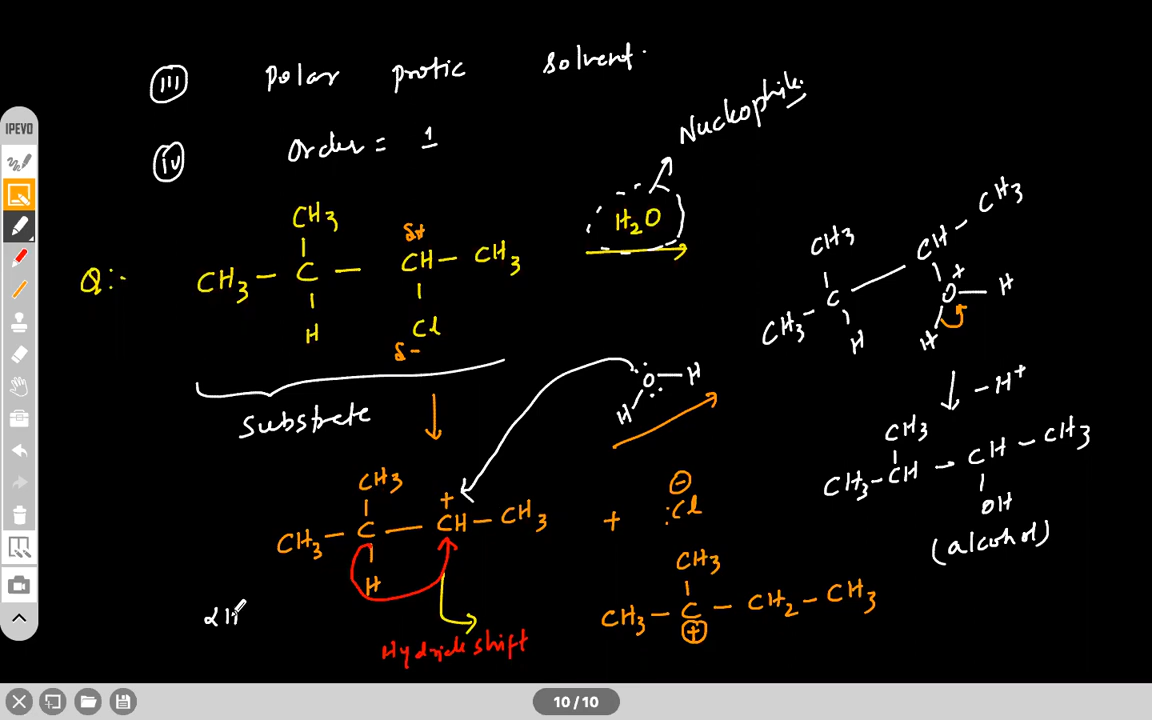 (iii) Polar protic solvent.
(iv) Order = 1
Nucleophile
Q:-
CH3
CH3 - C - CH - CH3
δ+
H
Cl
δ-
Substrate
H2O
CH3
CH3 - C - CH - CH3
H
+
O - H
H
- H+
CH3
CH3 - CH - CH - CH3
OH
(alcohol)
H
O - H
CH3
+
CH3 - C - CH - CH3 + :Cl
⊖
H
Hydride shift
CH3
CH3 - C - CH2 - CH3
⊕
IPEVO
10 / 10